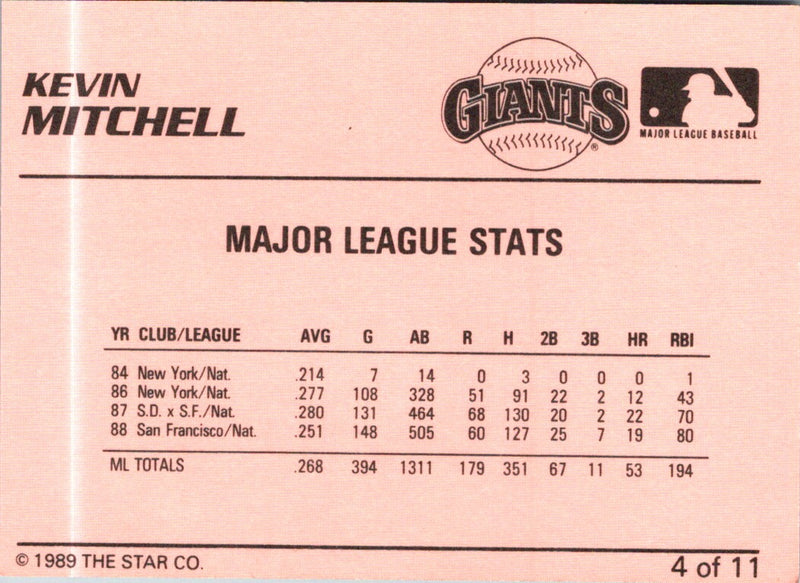 KEVIN
MITCHELL
GIANTS
®
MAJOR LEAGUE BASEBALL
MAJOR LEAGUE STATS
YR CLUB/LEAGUE AVG G AB R H 2B 3B HR RBI
84 New York/Nat. .214 7 14 0 3 0 0 0 1
86 New York/Nat. .277 108 328 51 91 22 2 12 43
87 S.D. x S.F./Nat. .280 131 464 68 130 20 2 22 70
88 San Francisco/Nat. .251 148 505 60 127 25 7 19 80
ML TOTALS .268 394 1311 179 351 67 11 53 194
© 1989 THE STAR CO. 4 of 11